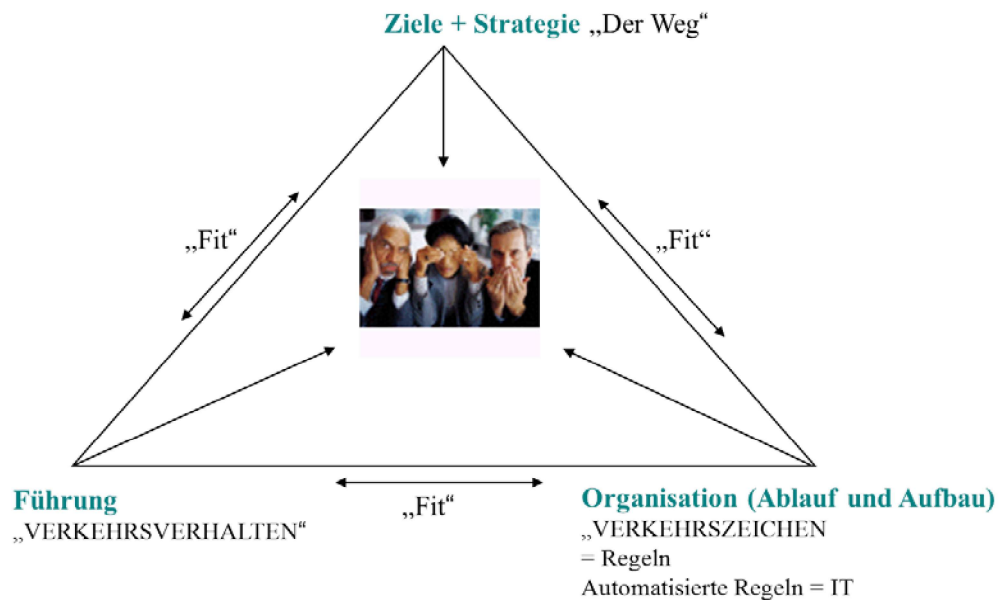 Ziele + Strategie „Der Weg“
„Fit“
„Fit“
„Fit“
Führung
„VERKEHRSVERHALTEN“
Organisation (Ablauf und Aufbau)
„VERKEHRSZEICHEN
= Regeln
Automatisierte Regeln = IT